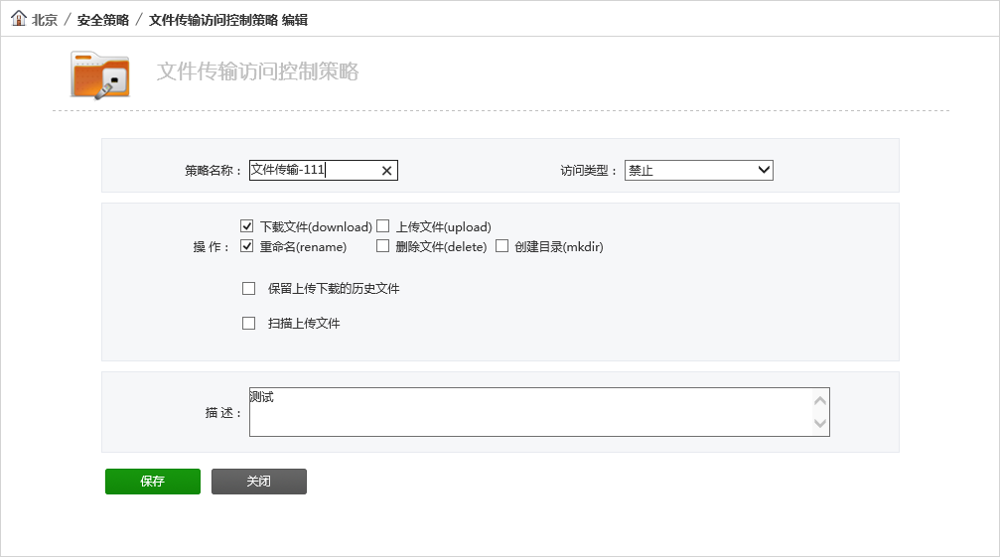 北京 / 安全策略 / 文件传输访问控制策略 编辑
文件传输访问控制策略
策略名称： 文件传输-111 访问类型： 禁止
下载文件(download) 上传文件(upload)
操 作： 重命名(rename) 删除文件(delete) 创建目录(mkdir)
保留上传下载的历史文件
扫描上传文件
描 述： 测试
保存 关闭